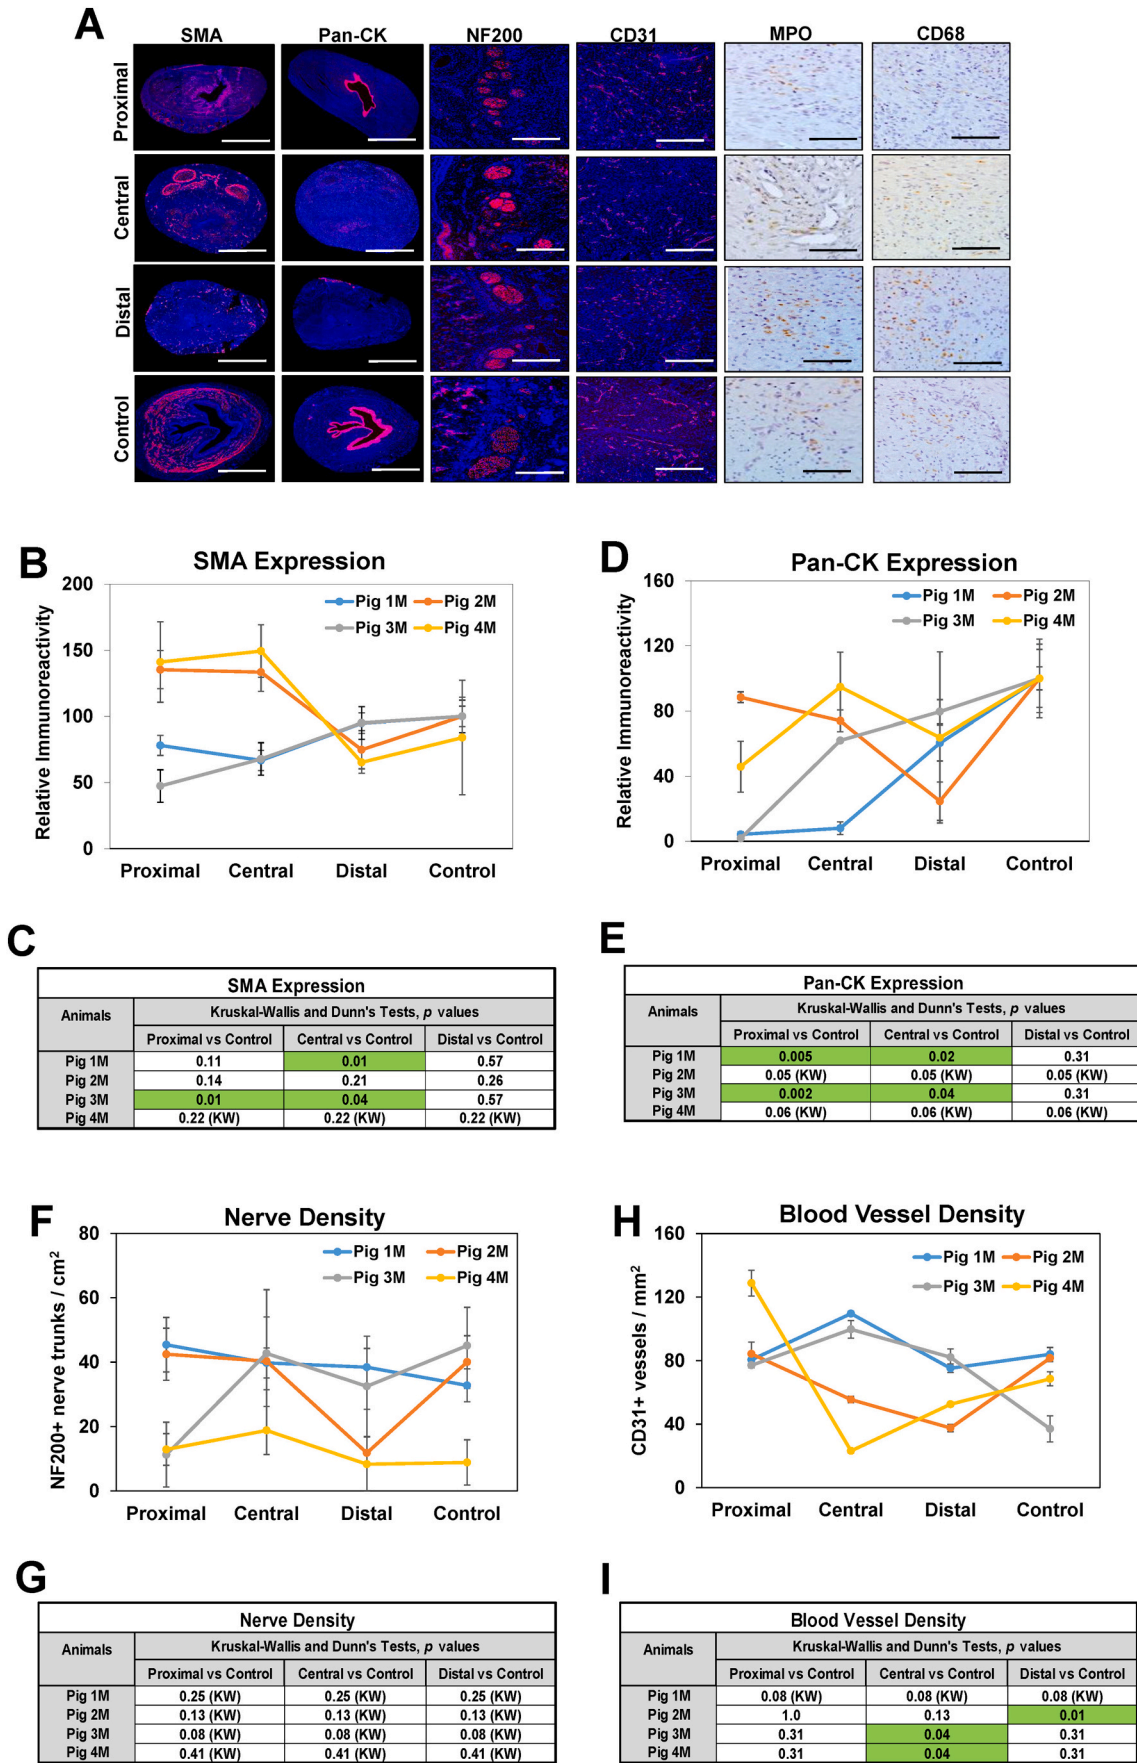 A
SMA Pan-CK NF200 CD31 MPO CD68
Proximal
Central
Distal
Control
B
SMA Expression
Relative Immunoreactivity
200
150
100
50
0
Pig 1M Pig 2M
Pig 3M Pig 4M
Proximal Central Distal Control
D
Pan-CK Expression
Relative Immunoreactivity
160
120
80
40
0
Pig 1M Pig 2M
Pig 3M Pig 4M
Proximal Central Distal Control
C
SMA Expression
Animals Kruskal-Wallis and Dunn's Tests, p values
Proximal vs Control Central vs Control Distal vs Control
Pig 1M 0.11 0.01 0.57
Pig 2M 0.14 0.21 0.26
Pig 3M 0.01 0.04 0.57
Pig 4M 0.22 (KW) 0.22 (KW) 0.22 (KW)
E
Pan-CK Expression
Animals Kruskal-Wallis and Dunn's Tests, p values
Proximal vs Control Central vs Control Distal vs Control
Pig 1M 0.005 0.02 0.31
Pig 2M 0.05 (KW) 0.05 (KW) 0.05 (KW)
Pig 3M 0.002 0.04 0.31
Pig 4M 0.06 (KW) 0.06 (KW) 0.06 (KW)
F
Nerve Density
NF200+ nerve trunks / cm²
80
60
40
20
0
Pig 1M Pig 2M
Pig 3M Pig 4M
Proximal Central Distal Control
H
Blood Vessel Density
CD31+ vessels / mm²
160
120
80
40
0
Pig 1M Pig 2M
Pig 3M Pig 4M
Proximal Central Distal Control
G
Nerve Density
Animals Kruskal-Wallis and Dunn's Tests, p values
Proximal vs Control Central vs Control Distal vs Control
Pig 1M 0.25 (KW) 0.25 (KW) 0.25 (KW)
Pig 2M 0.13 (KW) 0.13 (KW) 0.13 (KW)
Pig 3M 0.08 (KW) 0.08 (KW) 0.08 (KW)
Pig 4M 0.41 (KW) 0.41 (KW) 0.41 (KW)
I
Blood Vessel Density
Animals Kruskal-Wallis and Dunn's Tests, p values
Proximal vs Control Central vs Control Distal vs Control
Pig 1M 0.08 (KW) 0.08 (KW) 0.08 (KW)
Pig 2M 1.0 0.13 0.01
Pig 3M 0.31 0.04 0.31
Pig 4M 0.31 0.04 0.31